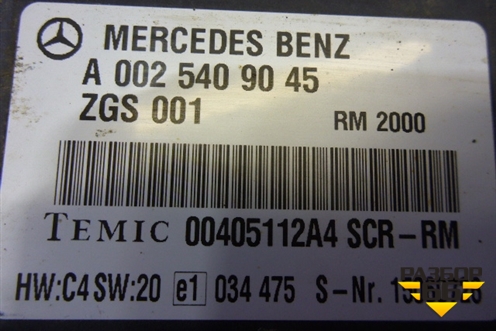 MERCEDES BENZ
A 002 540 90 45
ZGS 001 RM 2000
TEMIC 00405112A4 SCR-RM
HW:C4 SW:20 e1 034 475 S-Nr.
РАЗБОР